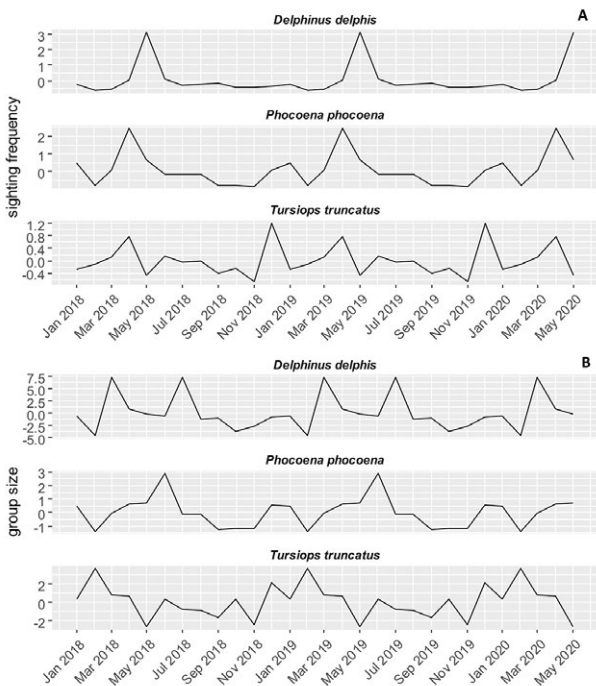 A
Delphinus delphis
3
2
1
0
Phocoena phocoena
2
1
0
Tursiops truncatus
1.2
0.8
0.4
0.0
-0.4
sighting frequency
Jan 2018 Mar 2018 May 2018 Jul 2018 Sep 2018 Nov 2018 Jan 2019 Mar 2019 May 2019 Jul 2019 Sep 2019 Nov 2019 Jan 2020 Mar 2020 May 2020
B
Delphinus delphis
7.5
5.0
2.5
0.0
-2.5
-5.0
Phocoena phocoena
3
2
1
0
-1
Tursiops truncatus
2
0
-2
group size
Jan 2018 Mar 2018 May 2018 Jul 2018 Sep 2018 Nov 2018 Jan 2019 Mar 2019 May 2019 Jul 2019 Sep 2019 Nov 2019 Jan 2020 Mar 2020 May 2020